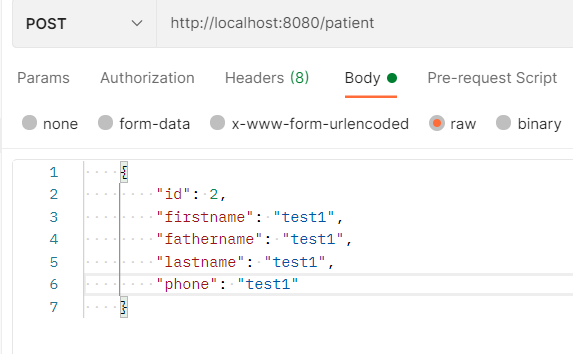 POST http://localhost:8080/patient
Params Authorization Headers (8) Body Pre-request Script
none form-data x-www-form-urlencoded raw binary
1 {
2 "id": 2,
3 "firstname": "test1",
4 "fathername": "test1",
5 "lastname": "test1",
6 "phone": "test1"
7 }